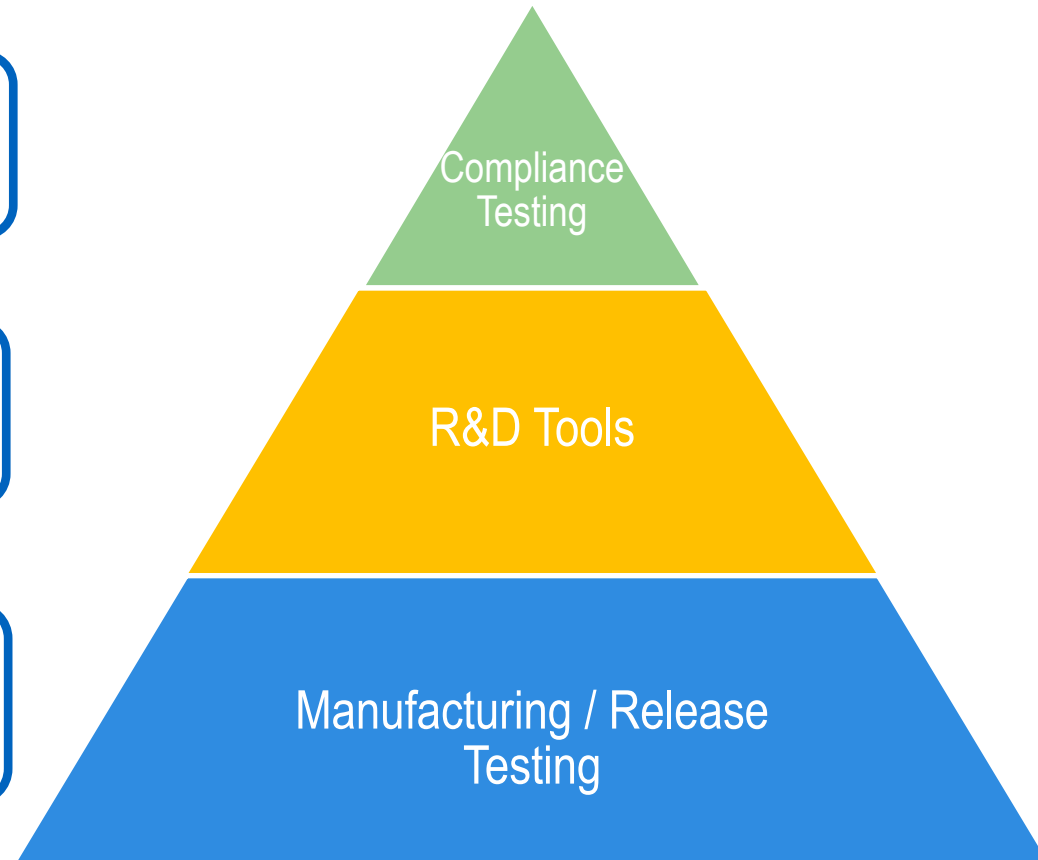 Compliance
Testing
R&D Tools
Manufacturing / Release
Testing